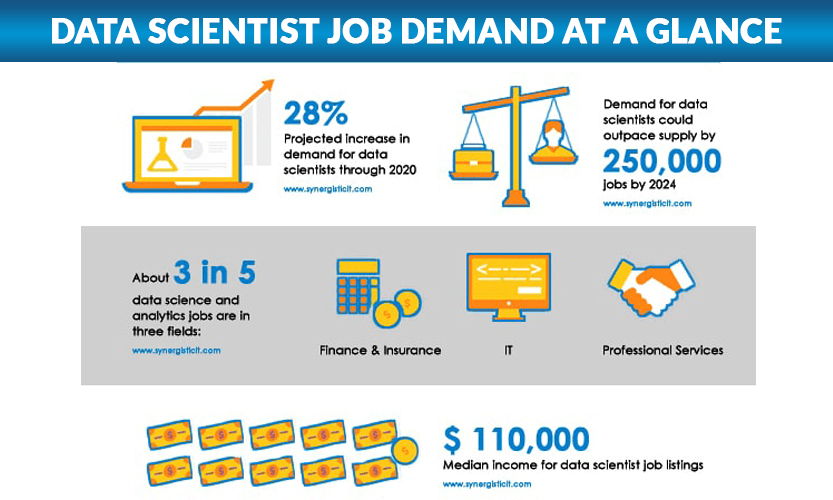 DATA SCIENTIST JOB DEMAND AT A GLANCE
28%
Projected increase in
demand for data
scientists through 2020
www.synergisticit.com
Demand for data
scientists could
outpace supply by
250,000
jobs by 2024
www.synergisticit.com
About 3 in 5
data science and
analytics jobs are in
three fields:
www.synergisticit.com
Finance & Insurance
IT
Professional Services
$ 110,000
Median income for data scientist job listings
www.synergisticit.com